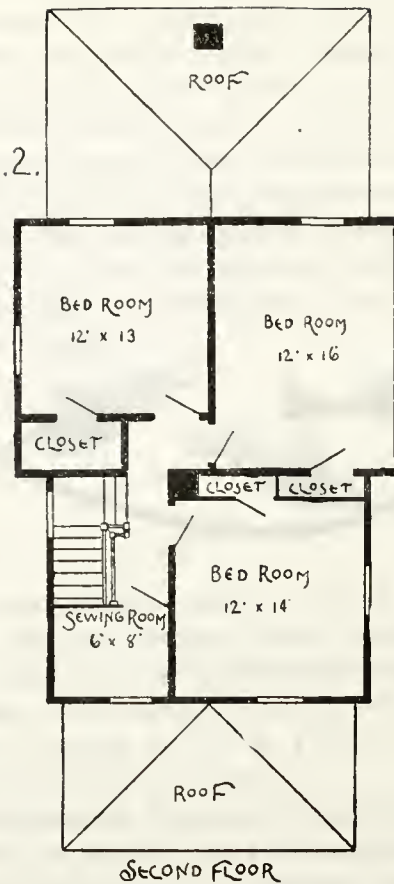 ROOF
.2.
BED ROOM
12' x 13
BED ROOM
12' x 16
CLOSET
CLOSET
CLOSET
BED ROOM
12' x 14'
SEWING ROOM
6' x 8'
ROOF
SECOND FLOOR